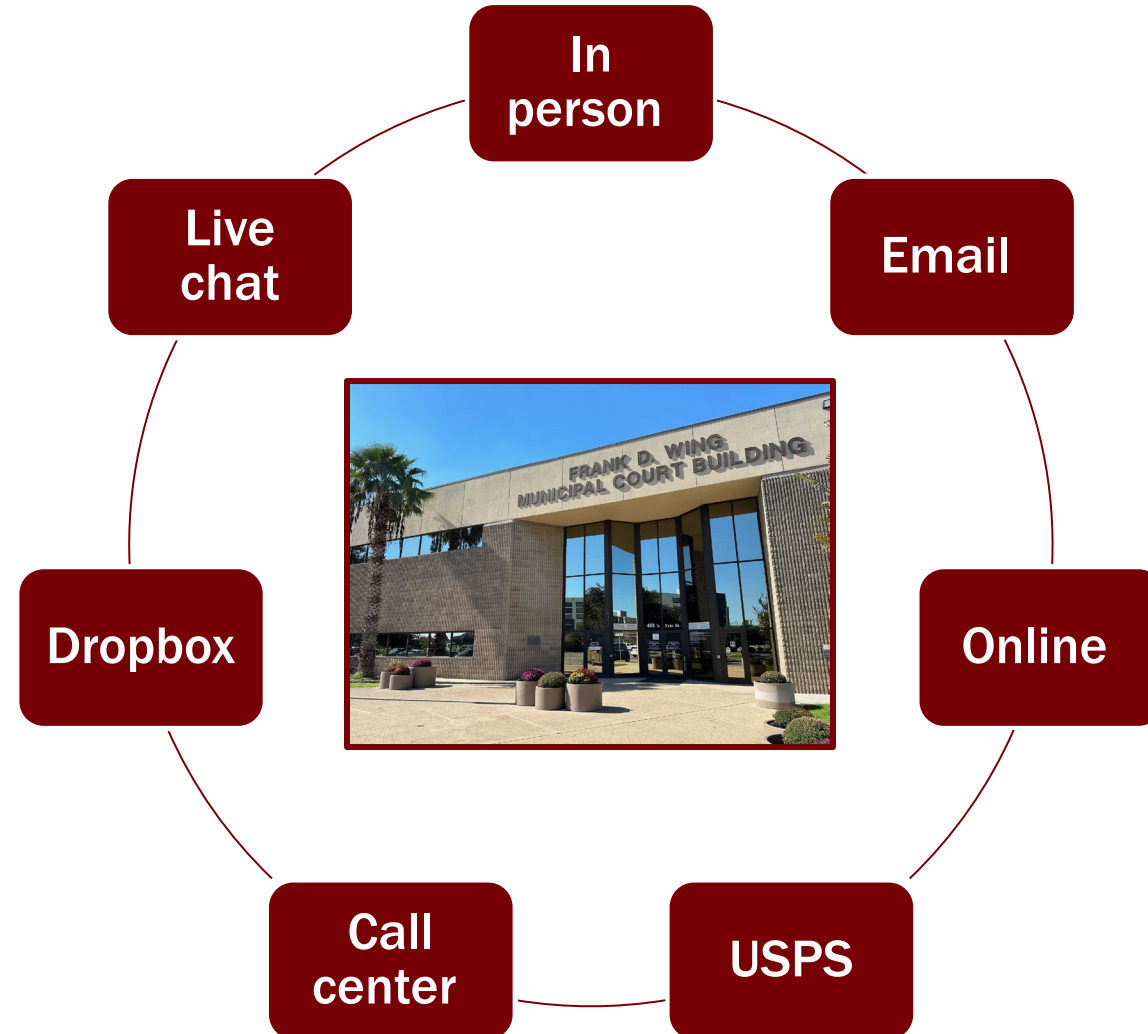 In
person
Email
Online
USPS
Call
center
Dropbox
Live
chat
FRANK D. WING
MUNICIPAL COURT BUILDING